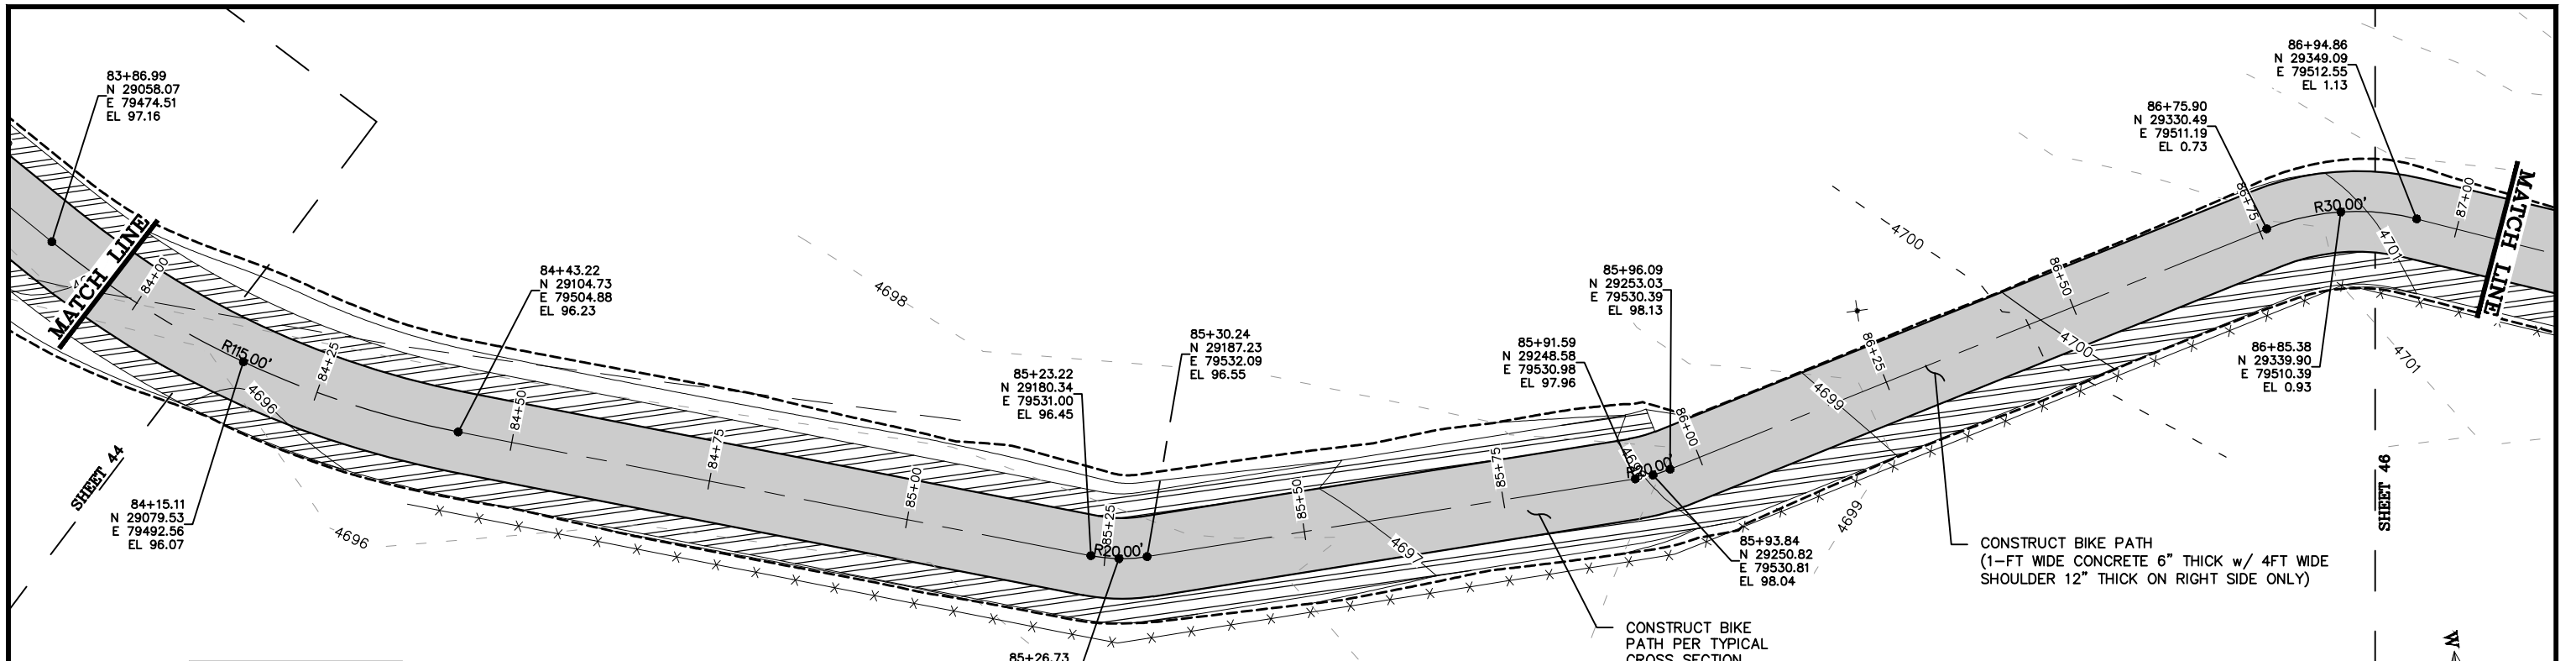 83+86.99
N 29058.07
E 79474.51
EL 97.16
MATCH LINE
84+00
R115.00'
84+25
4696
SHEET 44
84+15.11
N 29079.53
E 79492.56
EL 96.07
4696
84+43.22
N 29104.73
E 79504.88
EL 96.23
84+50
84+75
4698
85+00
85+23.22
N 29180.34
E 79531.00
EL 96.45
85+25
R20.00'
85+26.73
85+30.24
N 29187.23
E 79532.09
EL 96.55
85+50
4697
85+75
85+91.59
N 29248.58
E 79530.98
EL 97.96
85+96.09
N 29253.03
E 79530.39
EL 98.13
86+00
85+93.84
N 29250.82
E 79530.81
EL 98.04
CONSTRUCT BIKE
PATH PER TYPICAL
CROSS SECTION
4699
4699
86+25
4700
4700
86+50
CONSTRUCT BIKE PATH
(1-FT WIDE CONCRETE 6" THICK w/ 4FT WIDE
SHOULDER 12" THICK ON RIGHT SIDE ONLY)
86+75.90
N 29330.49
E 79511.19
EL 0.73
86+75
R30.00'
86+94.86
N 29349.09
E 79512.55
EL 1.13
86+85.38
N 29339.90
E 79510.39
EL 0.93
4701
4701
87+00
MATCH LINE
SHEET 46
W